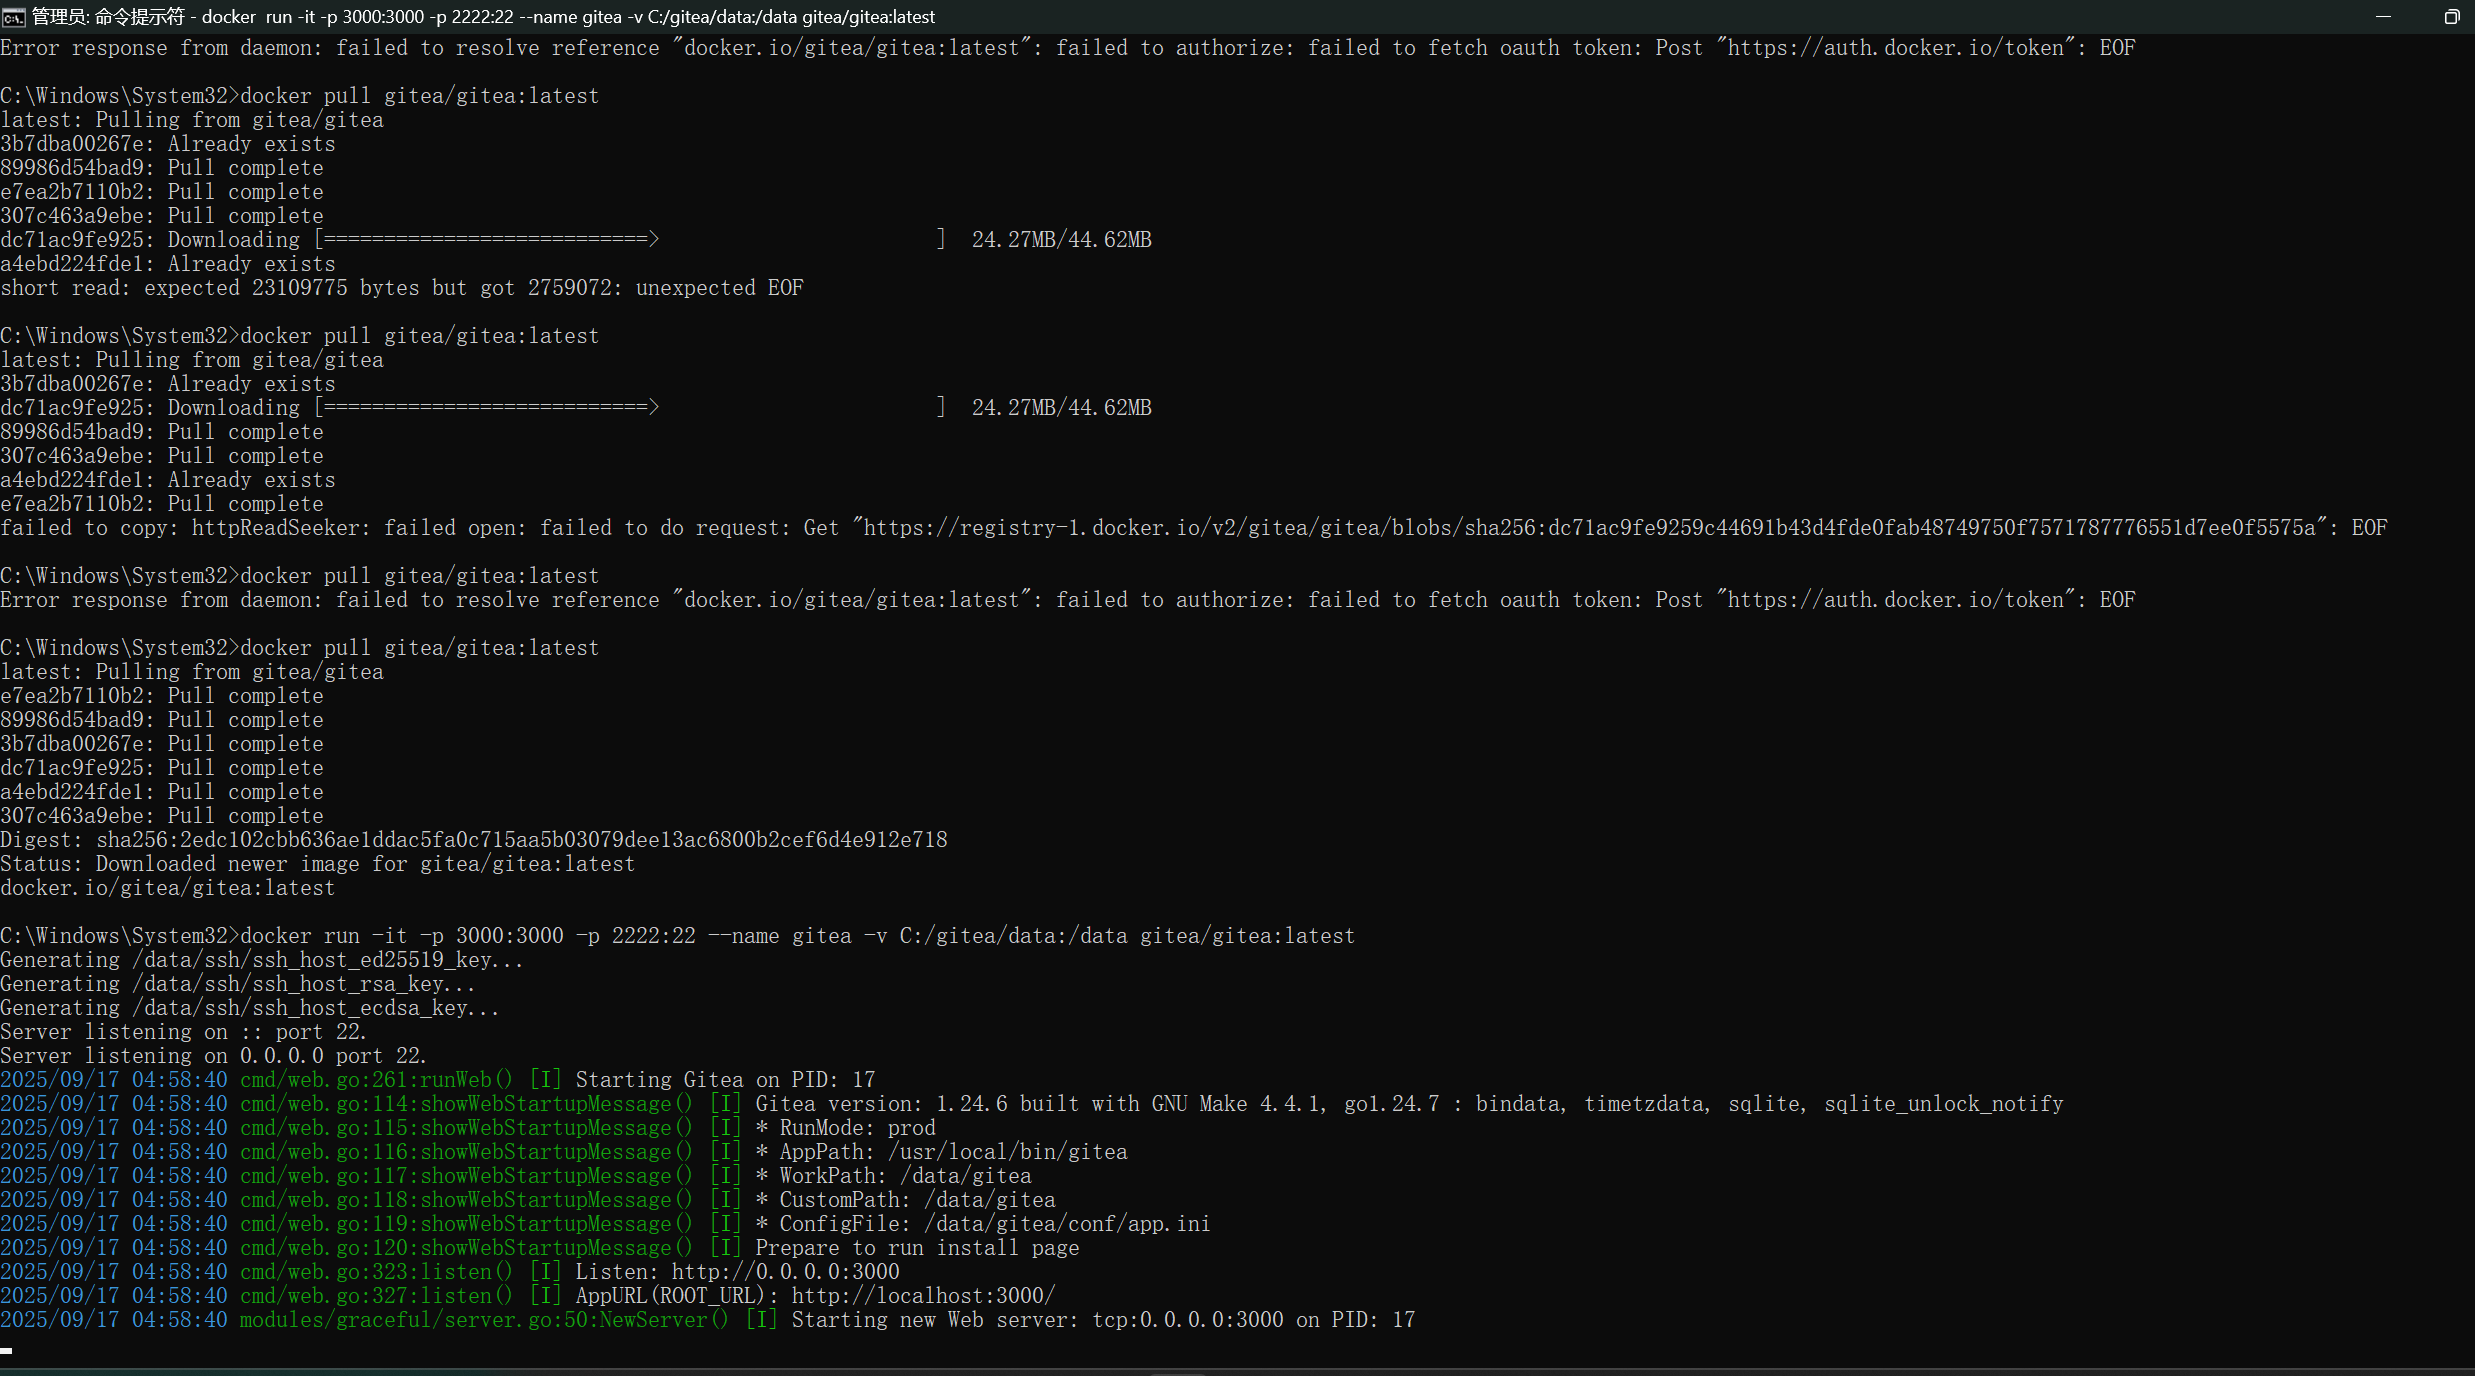 管理员: 命令提示符 - docker  run -it -p 3000:3000 -p 2222:22 --name gitea -v C:/gitea/data:/data gitea/gitea:latest
Error response from daemon: failed to resolve reference "docker.io/gitea/gitea:latest": failed to authorize: failed to fetch oauth token: Post "https://auth.docker.io/token": EOF
C:\Windows\System32>docker pull gitea/gitea:latest
latest: Pulling from gitea/gitea
3b7dba00267e: Already exists
89986d54bad9: Pull complete
e7ea2b7110b2: Pull complete
307c463a9ebe: Pull complete
dc71ac9fe925: Downloading [===========================>                       ]  24.27MB/44.62MB
a4ebd224fde1: Already exists
short read: expected 23109775 bytes but got 2759072: unexpected EOF
C:\Windows\System32>docker pull gitea/gitea:latest
latest: Pulling from gitea/gitea
3b7dba00267e: Already exists
dc71ac9fe925: Downloading [===========================>                       ]  24.27MB/44.62MB
89986d54bad9: Pull complete
307c463a9ebe: Pull complete
a4ebd224fde1: Already exists
e7ea2b7110b2: Pull complete
failed to copy: httpReadSeeker: failed open: failed to do request: Get "https://registry-1.docker.io/v2/gitea/gitea/blobs/sha256:dc71ac9fe9259c44691b43d4fde0fab48749750f7571787776551d7ee0f5575a": EOF
C:\Windows\System32>docker pull gitea/gitea:latest
Error response from daemon: failed to resolve reference "docker.io/gitea/gitea:latest": failed to authorize: failed to fetch oauth token: Post "https://auth.docker.io/token": EOF
C:\Windows\System32>docker pull gitea/gitea:latest
latest: Pulling from gitea/gitea
e7ea2b7110b2: Pull complete
89986d54bad9: Pull complete
3b7dba00267e: Pull complete
dc71ac9fe925: Pull complete
a4ebd224fde1: Pull complete
307c463a9ebe: Pull complete
Digest: sha256:2edc102cbb636ae1ddac5fa0c715aa5b03079dee13ac6800b2cef6d4e912e718
Status: Downloaded newer image for gitea/gitea:latest
docker.io/gitea/gitea:latest
C:\Windows\System32>docker run -it -p 3000:3000 -p 2222:22 --name gitea -v C:/gitea/data:/data gitea/gitea:latest
Generating /data/ssh/ssh_host_ed25519_key...
Generating /data/ssh/ssh_host_rsa_key...
Generating /data/ssh/ssh_host_ecdsa_key...
Server listening on :: port 22.
Server listening on 0.0.0.0 port 22.
2025/09/17 04:58:40 cmd/web.go:261:runWeb() [I] Starting Gitea on PID: 17
2025/09/17 04:58:40 cmd/web.go:114:showWebStartupMessage() [I] Gitea version: 1.24.6 built with GNU Make 4.4.1, go1.24.7 : bindata, timetzdata, sqlite, sqlite_unlock_notify
2025/09/17 04:58:40 cmd/web.go:115:showWebStartupMessage() [I] * RunMode: prod
2025/09/17 04:58:40 cmd/web.go:116:showWebStartupMessage() [I] * AppPath: /usr/local/bin/gitea
2025/09/17 04:58:40 cmd/web.go:117:showWebStartupMessage() [I] * WorkPath: /data/gitea
2025/09/17 04:58:40 cmd/web.go:118:showWebStartupMessage() [I] * CustomPath: /data/gitea
2025/09/17 04:58:40 cmd/web.go:119:showWebStartupMessage() [I] * ConfigFile: /data/gitea/conf/app.ini
2025/09/17 04:58:40 cmd/web.go:120:showWebStartupMessage() [I] Prepare to run install page
2025/09/17 04:58:40 cmd/web.go:323:listen() [I] Listen: http://0.0.0.0:3000
2025/09/17 04:58:40 cmd/web.go:327:listen() [I] AppURL(ROOT_URL): http://localhost:3000/
2025/09/17 04:58:40 modules/graceful/server.go:50:NewServer() [I] Starting new Web server: tcp:0.0.0.0:3000 on PID: 17